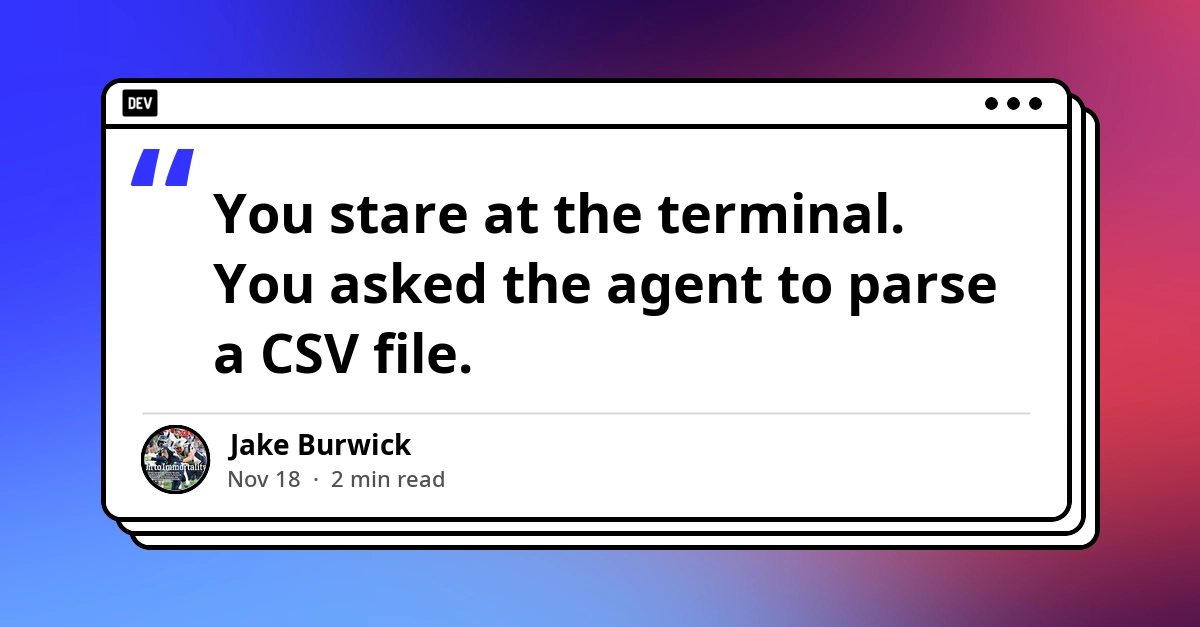 DEV
“
You stare at the terminal.
You asked the agent to parse
a CSV file.
Jake Burwick
Nov 18 · 2 min read